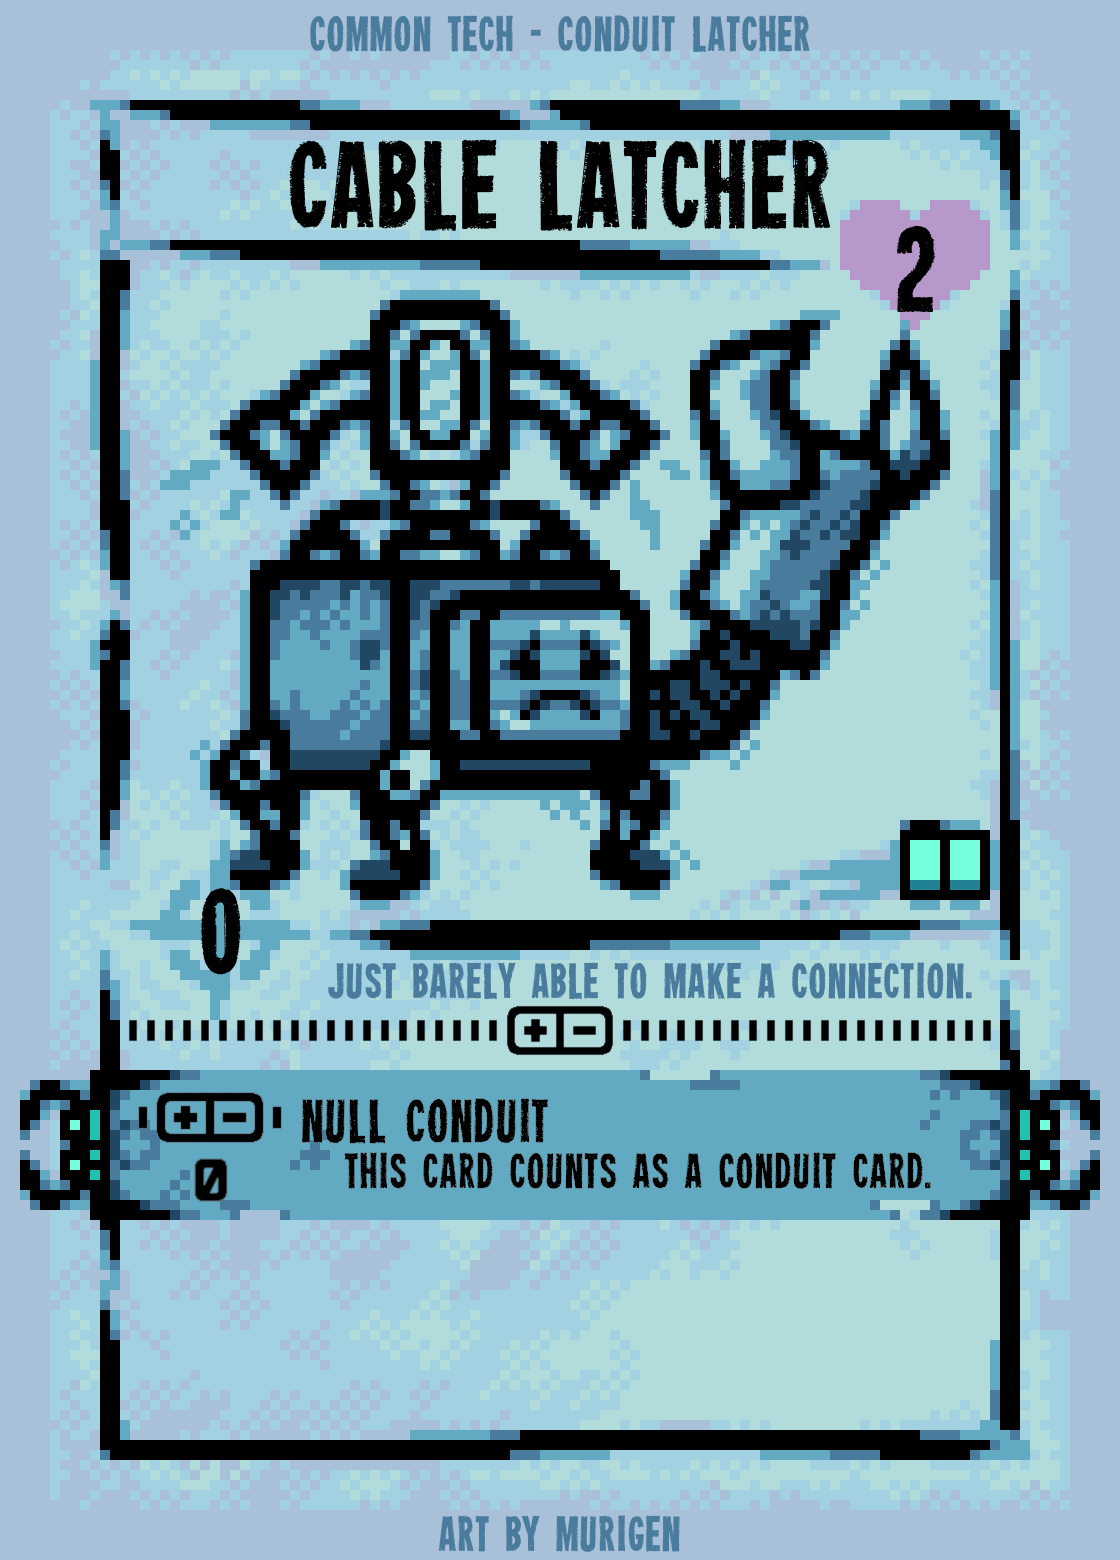 COMMON TECH - CONDUIT LATCHER
CABLE LATCHER
2
0
JUST BARELY ABLE TO MAKE A CONNECTION.
+ -
+ - NULL CONDUIT
0 THIS CARD COUNTS AS A CONDUIT CARD.
ART BY MURIGEN